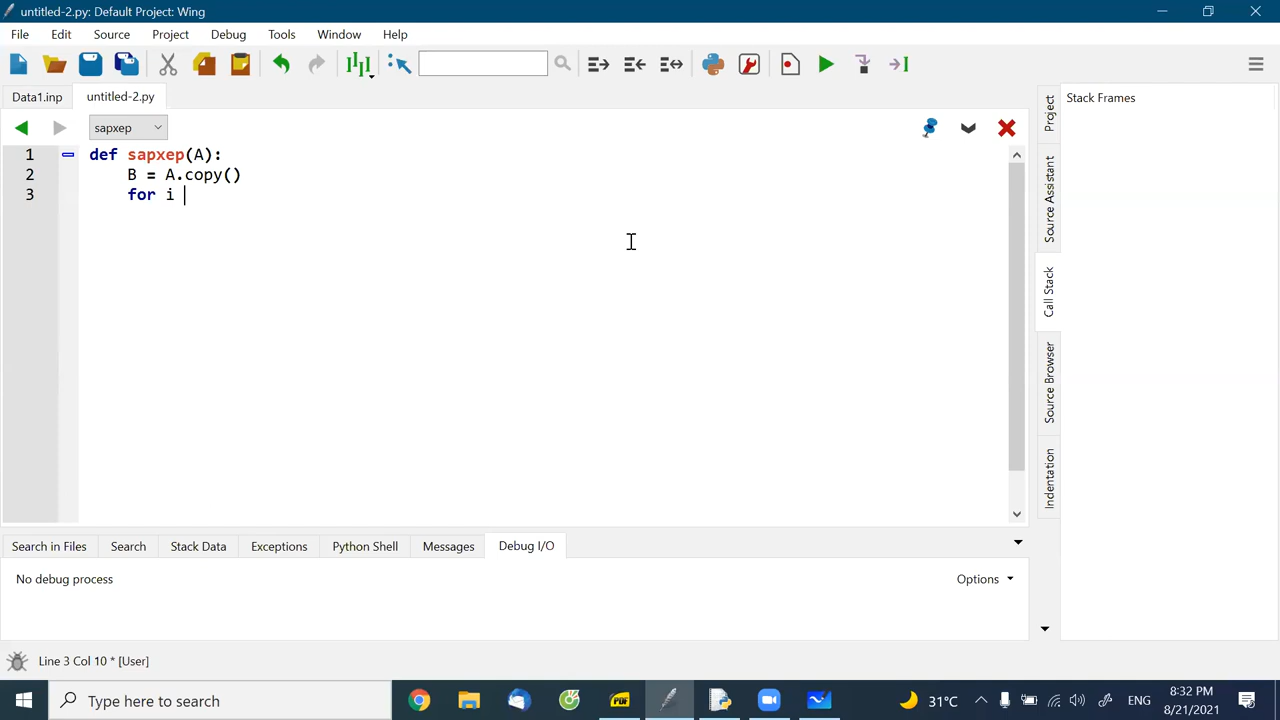 untitled-2.py: Default Project: Wing
File Edit Source Project Debug Tools Window Help
Data1.inp untitled-2.py
sapxep
1 def sapxep(A):
2 B = A.copy()
3 for i
Stack Frames
Project
Source Assistant
Call Stack
Source Browser
Indentation
Search in Files Search Stack Data Exceptions Python Shell Messages Debug I/O
No debug process Options
Line 3 Col 10 * [User]
Type here to search
PDF
31°C ENG 8:32 PM
8/21/2021